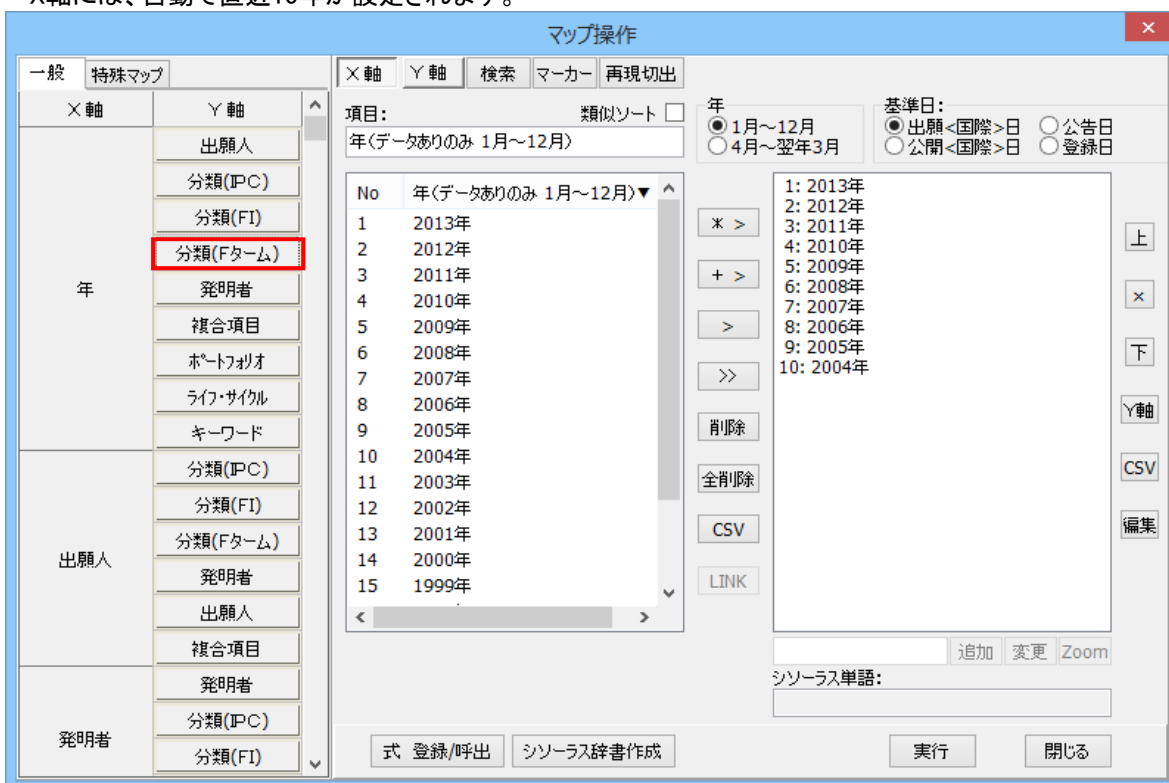 X軸には、自動で直近10年が設定されます。
マップ操作
×
一般 特殊マップ
X軸 Y軸
年
出願人
分類(IPC)
分類(FI)
分類(Fターム)
発明者
複合項目
ポートフォリオ
ライフ・サイクル
キーワード
出願人
分類(IPC)
分類(FI)
分類(Fターム)
発明者
出願人
複合項目
発明者
発明者
分類(IPC)
分類(FI)
X軸 Y軸 検索 マーカー 再現切出
項目: 類似ソート
年(データありのみ 1月～12月)
年
1月～12月
4月～翌年3月
基準日:
出願<国際>日 公告日
公開<国際>日 登録日
No 年(データありのみ 1月～12月)▼
1 2013年
2 2012年
3 2011年
4 2010年
5 2009年
6 2008年
7 2007年
8 2006年
9 2005年
10 2004年
11 2003年
12 2002年
13 2001年
14 2000年
15 1999年
* >
+ >
>
>>
削除
全削除
CSV
LINK
1: 2013年
2: 2012年
3: 2011年
4: 2010年
5: 2009年
6: 2008年
7: 2007年
8: 2006年
9: 2005年
10: 2004年
上
×
下
Y軸
CSV
編集
追加 変更 Zoom
シソーラス単語:
式 登録/呼出 シソーラス辞書作成 実行 閉じる